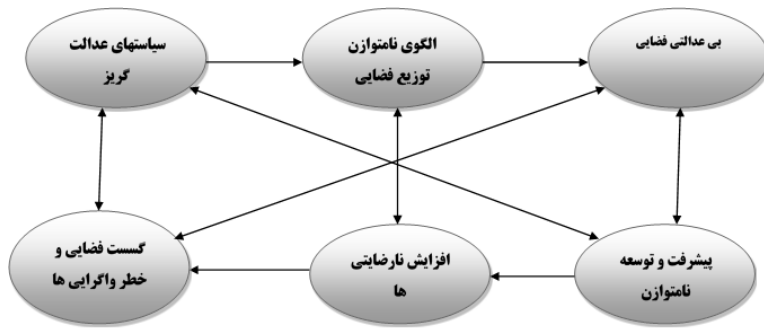 سیاستهای عدالت
گریز
الگوی نامتوازن
توزیع فضایی
بی عدالتی فضایی
گسست فضایی و
خطر واگرایی ها
افزایش نارضایتی
ها
پیشرفت و توسعه
نامتوازن